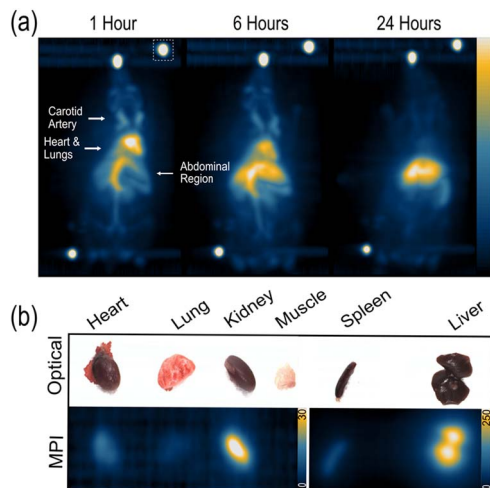 (a)
1 Hour
6 Hours
24 Hours
Carotid
Artery
Heart &
Lungs
Abdominal
Region
(b)
Heart
Lung
Kidney
Muscle
Spleen
Liver
Optical
MPI
30
0
250
0